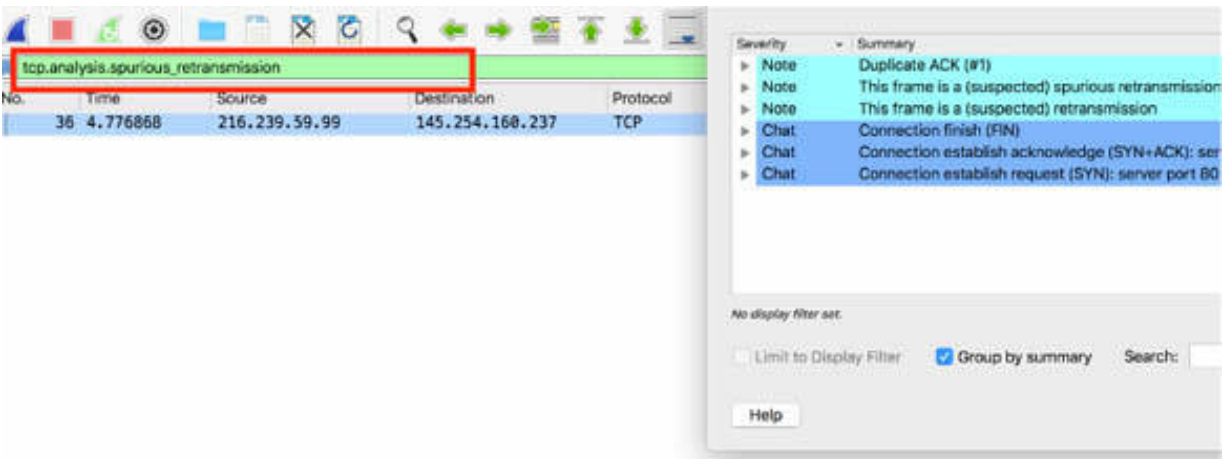 tcp.analysis.spurious_retransmission
No. Time Source Destination Protocol
36 4.776868 216.239.59.99 145.254.160.237 TCP
Severity Summary
Note Duplicate ACK (#1)
Note This frame is a (suspected) spurious retransmission
Note This frame is a (suspected) retransmission
Chat Connection finish (FIN)
Chat Connection establish acknowledge (SYN+ACK): ser
Chat Connection establish request (SYN): server port 80
No display filter set.
Limit to Display Filter Group by summary Search:
Help